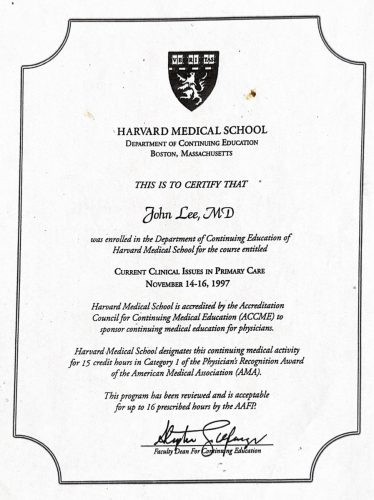 VERITAS
HARVARD MEDICAL SCHOOL
DEPARTMENT OF CONTINUING EDUCATION
BOSTON, MASSACHUSETTS
THIS IS TO CERTIFY THAT
John Lee, MD
was enrolled in the Department of Continuing Education of
Harvard Medical School for the course entitled
CURRENT CLINICAL ISSUES IN PRIMARY CARE
NOVEMBER 14-16, 1997
Harvard Medical School is accredited by the Accreditation
Council for Continuing Medical Education (ACCME) to
sponsor continuing medical education for physicians.
Harvard Medical School designates this continuing medical activity
for 15 credit hours in Category 1 of the Physician's Recognition Award
of the American Medical Association (AMA).
This program has been reviewed and is acceptable
for up to 16 prescribed hours by the AAFP.
Faculty Dean For Continuing Education